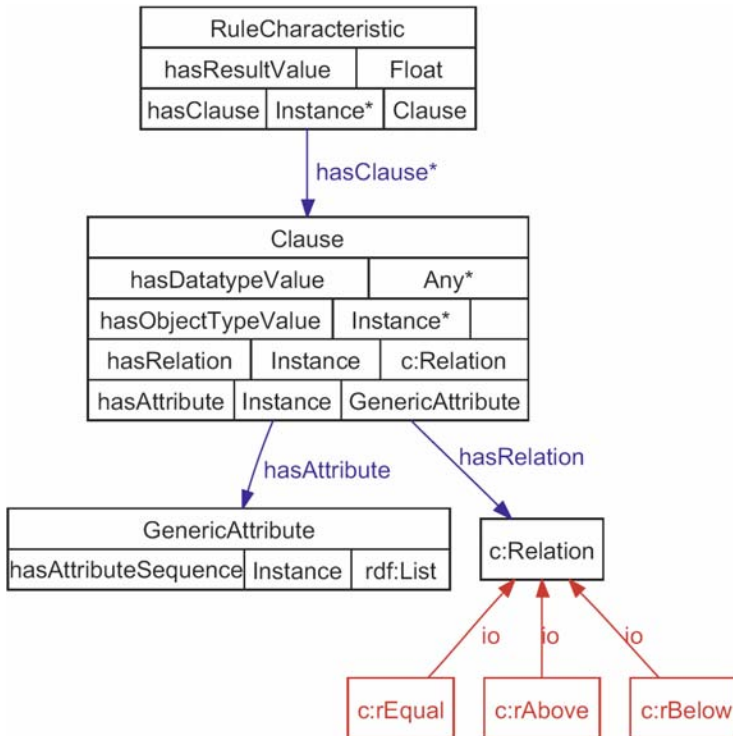 RuleCharacteristic
hasResultValue Float
hasClause Instance* Clause
hasClause*
Clause
hasDatatypeValue Any*
hasObjectTypeValue Instance*
hasRelation Instance c:Relation
hasAttribute Instance GenericAttribute
hasAttribute hasRelation
GenericAttribute
hasAttributeSequence Instance rdf:List
c:Relation
io io io
c:rEqual c:rAbove c:rBelow